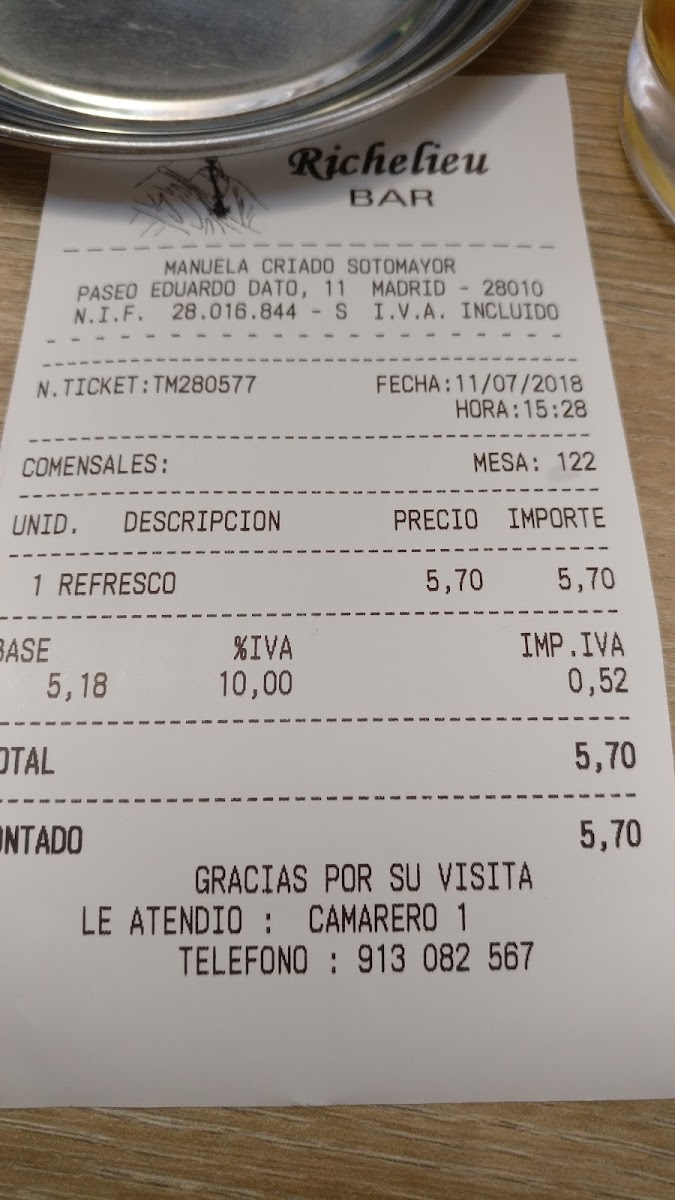 Richelieu
BAR
MANUELA CRIADO SOTOMAYOR
PASEO EDUARDO DATO, 11 MADRID - 28010
N.I.F. 28.016.844 - S I.V.A. INCLUIDO
N.TICKET:TM280577 FECHA:11/07/2018
HORA:15:28
COMENSALES: MESA: 122
UNID. DESCRIPCION PRECIO IMPORTE
1 REFRESCO 5,70 5,70
BASE %IVA IMP.IVA
5,18 10,00 0,52
OTAL 5,70
ONTADO 5,70
GRACIAS POR SU VISITA
LE ATENDIO : CAMARERO 1
TELEFONO : 913 082 567